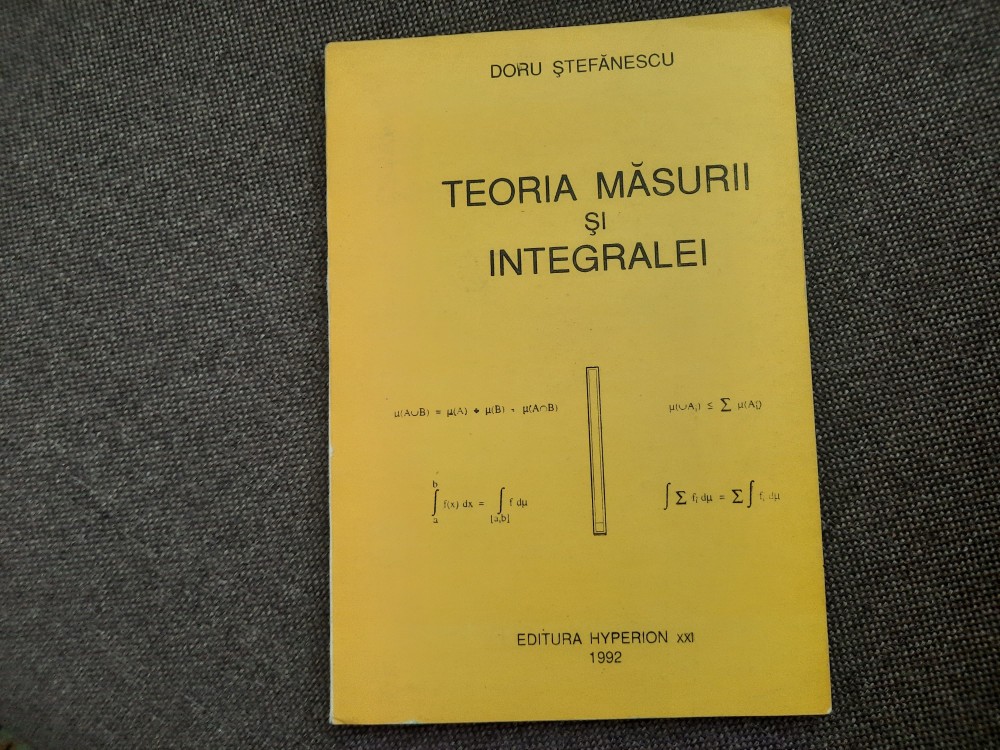 DORU ŞTEFĂNESCU
TEORIA MĂSURII
ŞI
INTEGRALEI
μ(A∪B) = μ(A) + μ(B) - μ(A∩B)
μ(∪Aᵢ) ≤ Σ μ(Aᵢ)
b
∫ f(x) dx = ∫ f dμ
a [a,b]
∫ Σ fᵢ dμ = Σ ∫ fᵢ dμ
EDITURA HYPERION XXI
1992